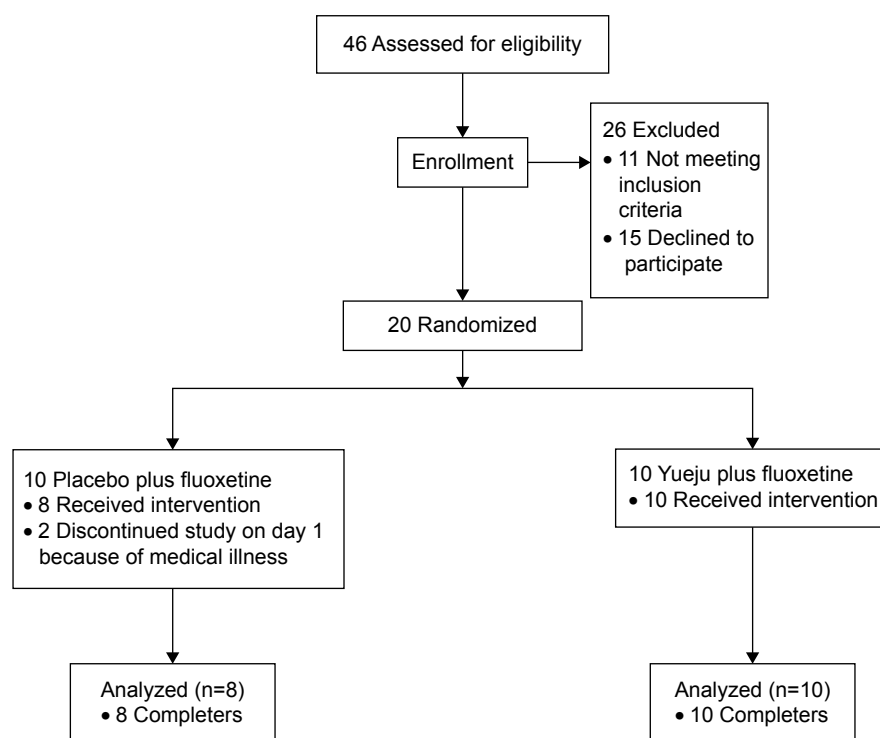 46 Assessed for eligibility
Enrollment
26 Excluded
• 11 Not meeting
inclusion
criteria
• 15 Declined to
participate
20 Randomized
10 Placebo plus fluoxetine
• 8 Received intervention
• 2 Discontinued study on day 1
because of medical illness
10 Yueju plus fluoxetine
• 10 Received intervention
Analyzed (n=8)
• 8 Completers
Analyzed (n=10)
• 10 Completers